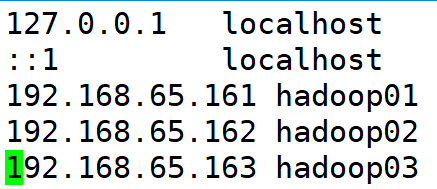 127.0.0.1   localhost
::1         localhost
192.168.65.161 hadoop01
192.168.65.162 hadoop02
192.168.65.163 hadoop03